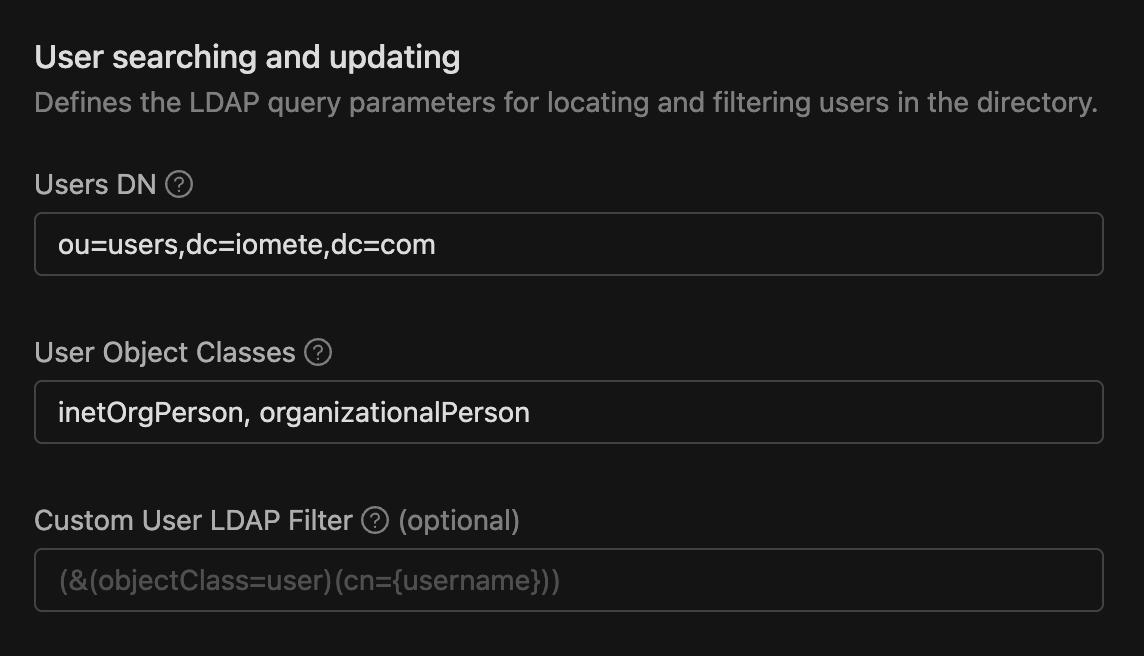 User searching and updating
Defines the LDAP query parameters for locating and filtering users in the directory.
Users DN ?
ou=users,dc=iomete,dc=com
User Object Classes ?
inetOrgPerson, organizationalPerson
Custom User LDAP Filter ? (optional)
(&(objectClass=user)(cn={username}))